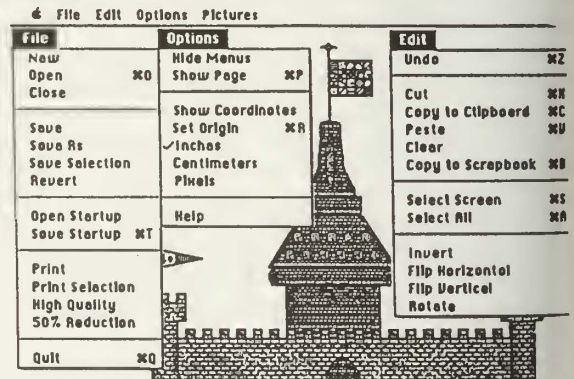 File Edit Options Pictures
File
New
Open ⌘O
Close
Save
Save As
Save Selection
Revert
Open Startup
Save Startup ⌘T
Print
Print Selection
High Quality
50% Reduction
Quit ⌘Q
Options
Hide Menus
Show Page ⌘P
Show Coordinates
Set Origin ⌘R
✓Inches
Centimeters
Pixels
Help
Edit
Undo ⌘Z
Cut ⌘X
Copy to Clipboard ⌘C
Paste ⌘V
Clear
Copy to Scrapbook ⌘B
Select Screen ⌘S
Select All ⌘A
Invert
Flip Horizontal
Flip Vertical
Rotate